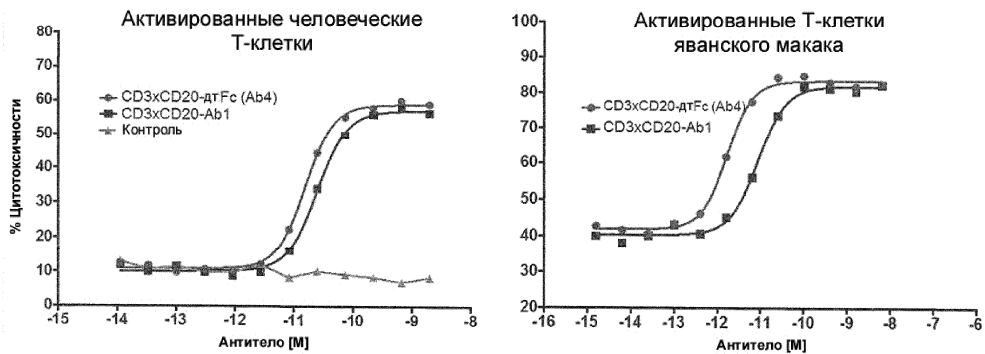 Активированные человеческие
Т-клетки
% Цитотоксичности
80
70
60
50
40
30
20
10
0
CD3xCD20-дтFc (Ab4)
CD3xCD20-Ab1
Контроль
-15 -14 -13 -12 -11 -10 -9 -8
Антитело [М]
Активированные Т-клетки
яванского макака
100
90
80
70
60
50
40
30
20
CD3xCD20-дтFc (Ab4)
CD3xCD20-Ab1
-16 -15 -14 -13 -12 -11 -10 -9 -8 -7 -6
Антитело [М]